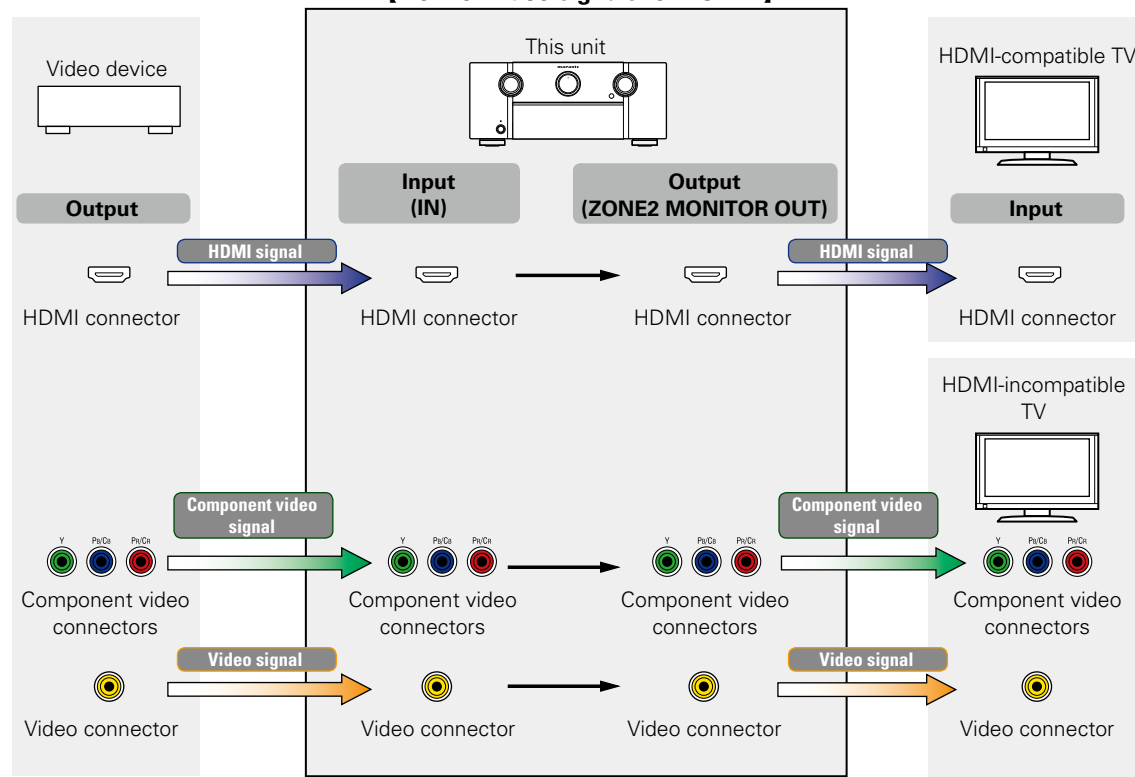 This unit
Video device
HDMI-compatible TV
Input
(IN)
Output
(ZONE2 MONITOR OUT)
Output
Input
HDMI signal
HDMI signal
HDMI connector
HDMI connector
HDMI connector
HDMI connector
HDMI-incompatible
TV
Component video
signal
Component video
signal
Y PB/CB PR/CR
Y PB/CB PR/CR
Y PB/CB PR/CR
Y PB/CB PR/CR
Component video
connectors
Component video
connectors
Component video
connectors
Component video
connectors
Video signal
Video signal
Video connector
Video connector
Video connector
Video connector